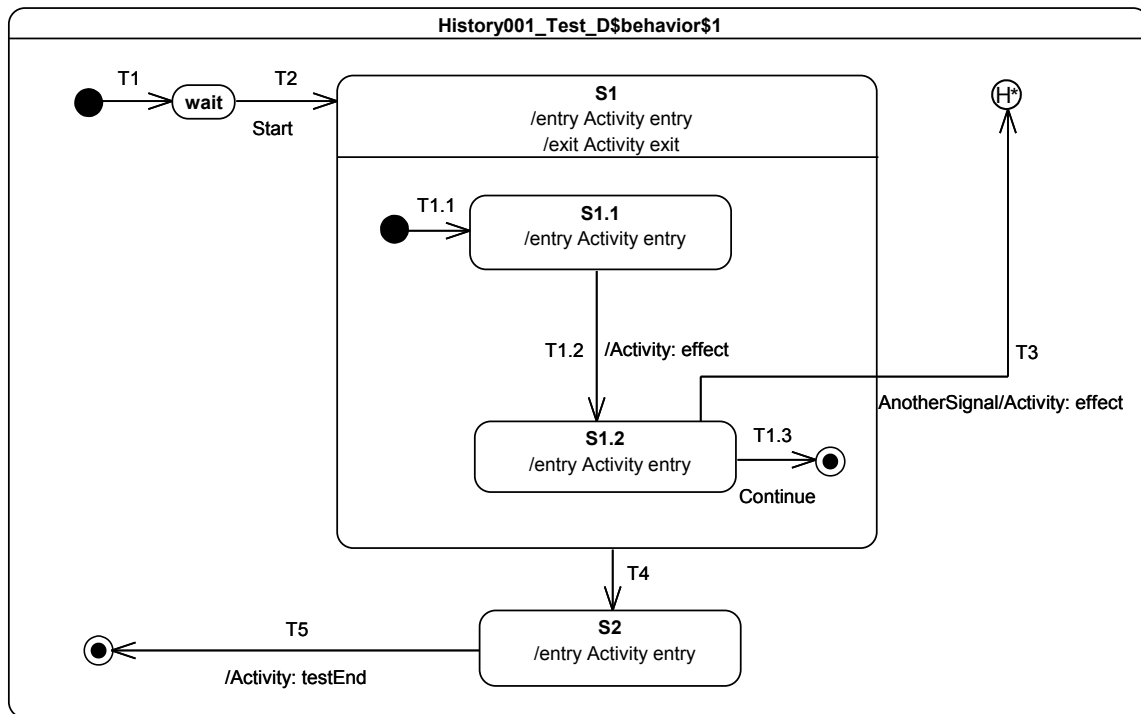 History001_Test_D$behavior$1
T1
T2
wait
Start
S1
/entry Activity entry
/exit Activity exit
H*
T1.1
S1.1
/entry Activity entry
T1.2
/Activity: effect
T3
AnotherSignal/Activity: effect
S1.2
/entry Activity entry
T1.3
Continue
T4
S2
/entry Activity entry
T5
/Activity: testEnd